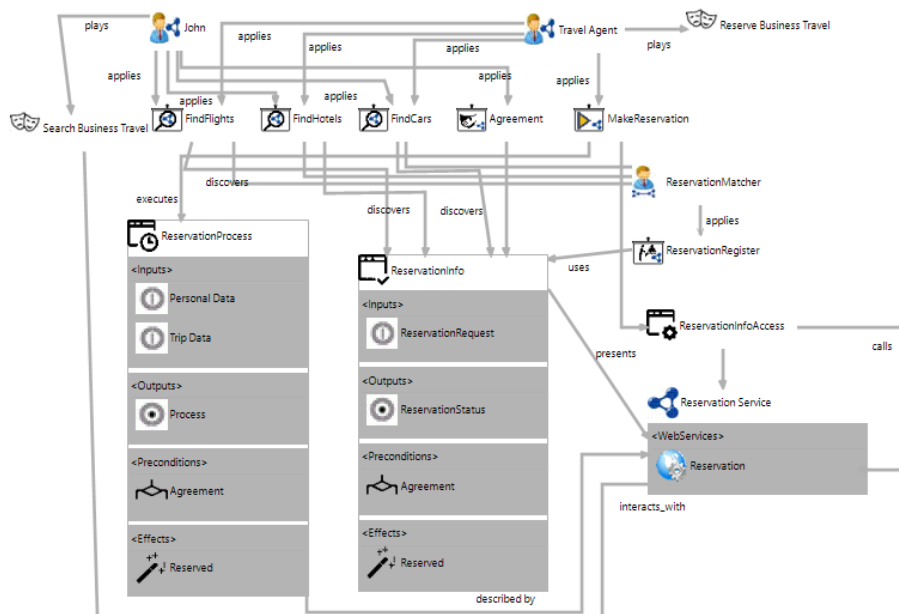 plays
John
applies
applies
applies
Travel Agent
plays
Reserve Business Travel
applies
applies
applies
applies
applies
Search Business Travel
FindFlights
FindHotels
FindCars
Agreement
MakeReservation
discovers
discovers
discovers
executes
ReservationMatcher
applies
ReservationProcess
ReservationInfo
uses
ReservationRegister
<Inputs>
Personal Data
Trip Data
<Outputs>
Process
<Preconditions>
Agreement
<Effects>
Reserved
<Inputs>
ReservationRequest
<Outputs>
ReservationStatus
<Preconditions>
Agreement
<Effects>
Reserved
described by
presents
ReservationInfoAccess
calls
Reservation Service
<WebServices>
Reservation
interacts_with